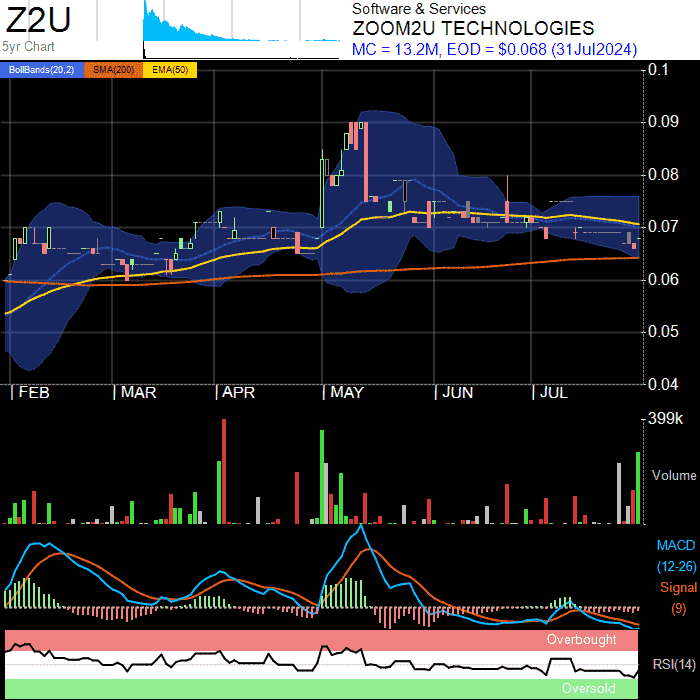 Z2U
5yr Chart
Software & Services
ZOOM2U TECHNOLOGIES
MC = 13.2M, EOD = $0.068 (31Jul2024)
BollBands(20,2) SMA(200) EMA(50)
0.1
0.09
0.08
0.07
0.06
0.05
0.04
| FEB | MAR | APR | MAY | JUN | JUL
399k
Volume
MACD
(12-26)
Signal
(9)
Overbought
RSI(14)
Oversold